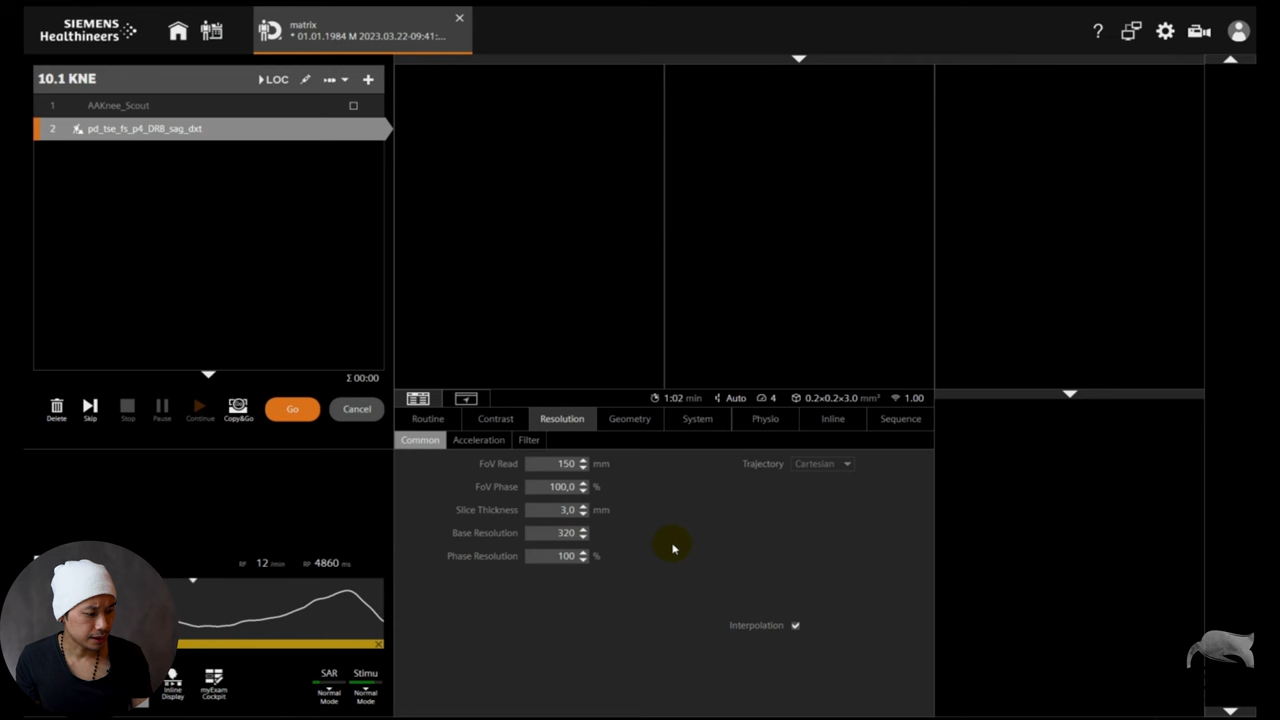 SIEMENS
Healthineers
matrix
* 01.01.1984 M 2023.03.22-09:41:...
?
10.1 KNE
LOC
1 AAKnee_Scout
2 pd_tse_fs_p4_DRB_sag_dxt
Σ 00:00
Delete
Skip
Stop
Pause
Continue
Copy&Go
Go
Cancel
1:02 min Auto 4 0.2×0.2×3.0 mm³ 1.00
Routine
Contrast
Resolution
Geometry
System
Physio
Inline
Sequence
Common
Acceleration
Filter
FoV Read 150 mm
FoV Phase 100,0 %
Slice Thickness 3,0 mm
Base Resolution 320
Phase Resolution 100 %
Trajectory Cartesian
Interpolation
RF 12 /min RP 4860 ms
Inline
Display
myExam
Cockpit
SAR
Normal
Mode
Stimu
Normal
Mode